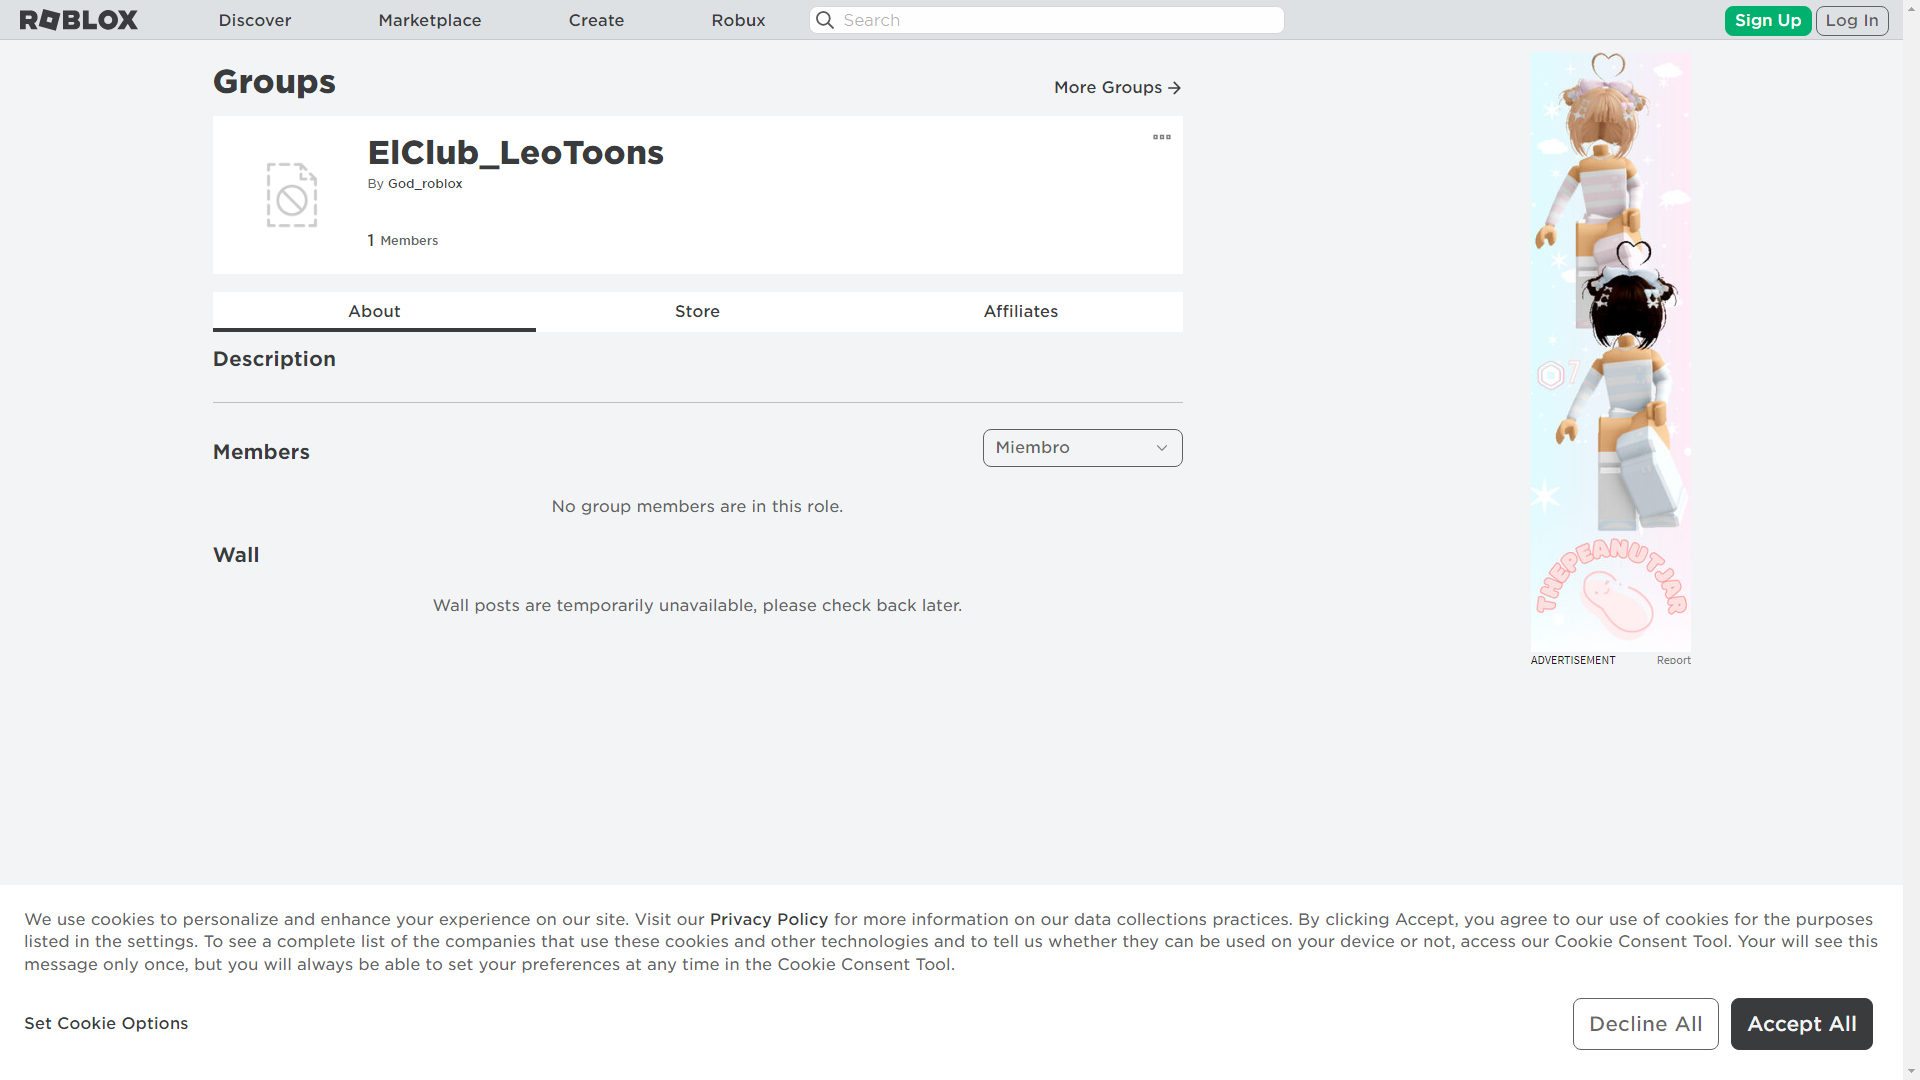 ROBLOX Discover Marketplace Create Robux Search Sign Up Log In
Groups
More Groups
ElClub_LeoToons
By God_roblox
1 Members
About Store Affiliates
Description
Members
Miembro
No group members are in this role.
Wall
Wall posts are temporarily unavailable, please check back later.
7
THEPEANUTJAR
ADVERTISEMENT Report
We use cookies to personalize and enhance your experience on our site. Visit our Privacy Policy for more information on our data collections practices. By clicking Accept, you agree to our use of cookies for the purposes
listed in the settings. To see a complete list of the companies that use these cookies and other technologies and to tell us whether they can be used on your device or not, access our Cookie Consent Tool. Your will see this
message only once, but you will always be able to set your preferences at any time in the Cookie Consent Tool.
Set Cookie Options
Decline All
Accept All